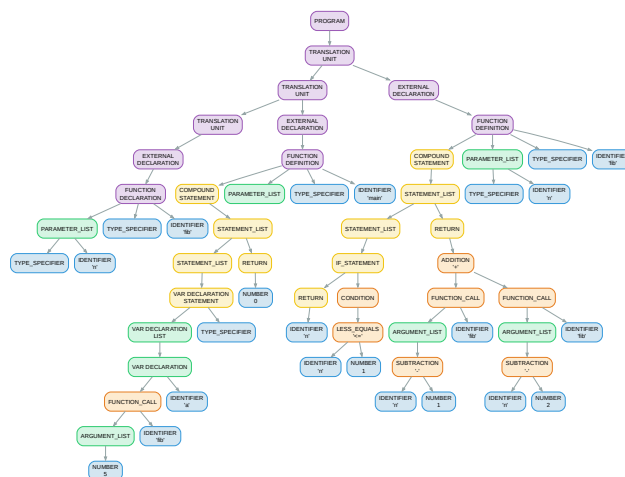 PROGRAM
TRANSLATION
UNIT
TRANSLATION
UNIT
EXTERNAL
DECLARATION
TRANSLATION
UNIT
EXTERNAL
DECLARATION
FUNCTION
DEFINITION
EXTERNAL
DECLARATION
FUNCTION
DEFINITION
COMPOUND
STATEMENT
PARAMETER_LIST
TYPE_SPECIFIER
IDENTIFIER
'fib'
FUNCTION
DECLARATION
COMPOUND
STATEMENT
PARAMETER_LIST
TYPE_SPECIFIER
IDENTIFIER
'main'
STATEMENT_LIST
TYPE_SPECIFIER
IDENTIFIER
'n'
PARAMETER_LIST
TYPE_SPECIFIER
IDENTIFIER
'fib'
STATEMENT_LIST
STATEMENT_LIST
RETURN
TYPE_SPECIFIER
IDENTIFIER
'n'
STATEMENT_LIST
RETURN
IF_STATEMENT
ADDITION
'+'
VAR DECLARATION
STATEMENT
NUMBER
0
RETURN
CONDITION
FUNCTION_CALL
FUNCTION_CALL
VAR DECLARATION
LIST
TYPE_SPECIFIER
IDENTIFIER
'n'
LESS_EQUALS
'<='
ARGUMENT_LIST
IDENTIFIER
'fib'
ARGUMENT_LIST
IDENTIFIER
'fib'
VAR DECLARATION
IDENTIFIER
'n'
NUMBER
1
SUBTRACTION
'-'
SUBTRACTION
'-'
FUNCTION_CALL
IDENTIFIER
'a'
IDENTIFIER
'n'
NUMBER
1
IDENTIFIER
'n'
NUMBER
2
ARGUMENT_LIST
IDENTIFIER
'fib'
NUMBER
5